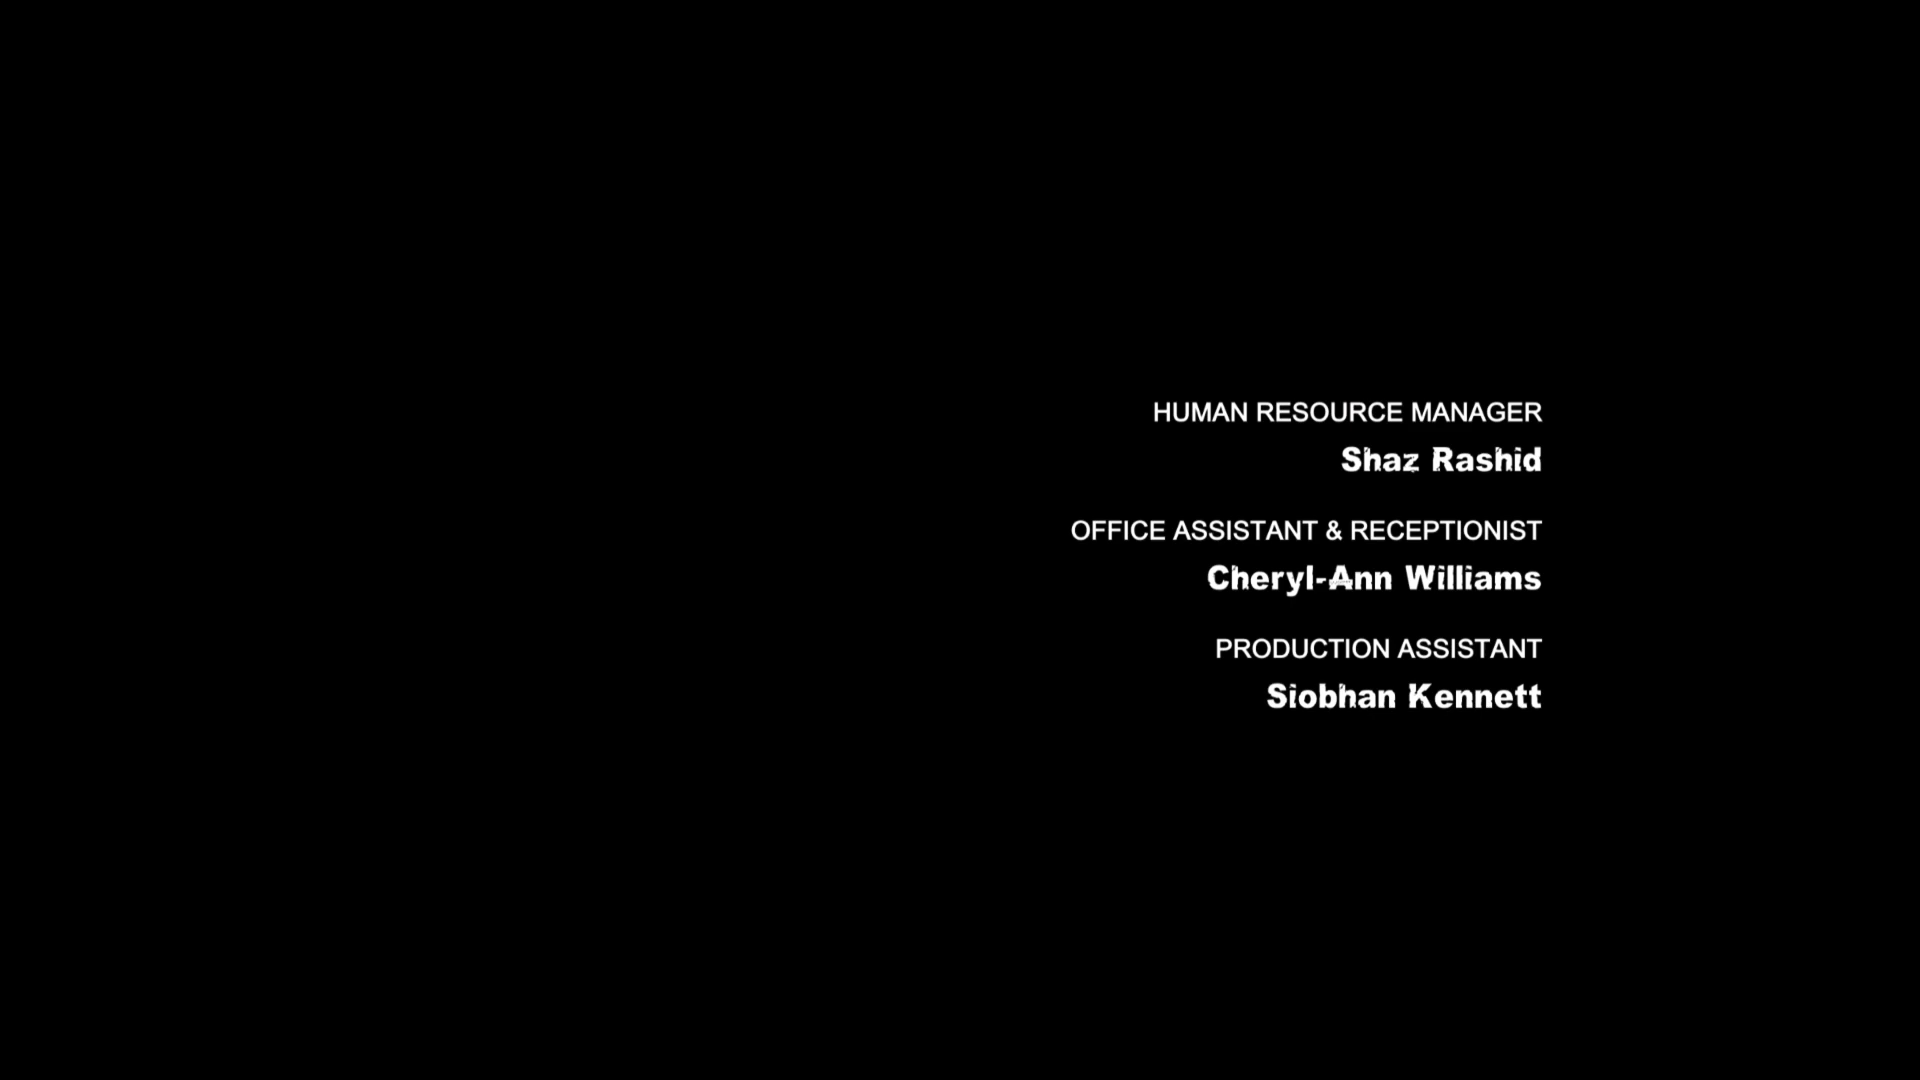 HUMAN RESOURCE MANAGER
Shaz Rashid
OFFICE ASSISTANT & RECEPTIONIST
Cheryl-Ann Williams
PRODUCTION ASSISTANT
Siobhan Kennett